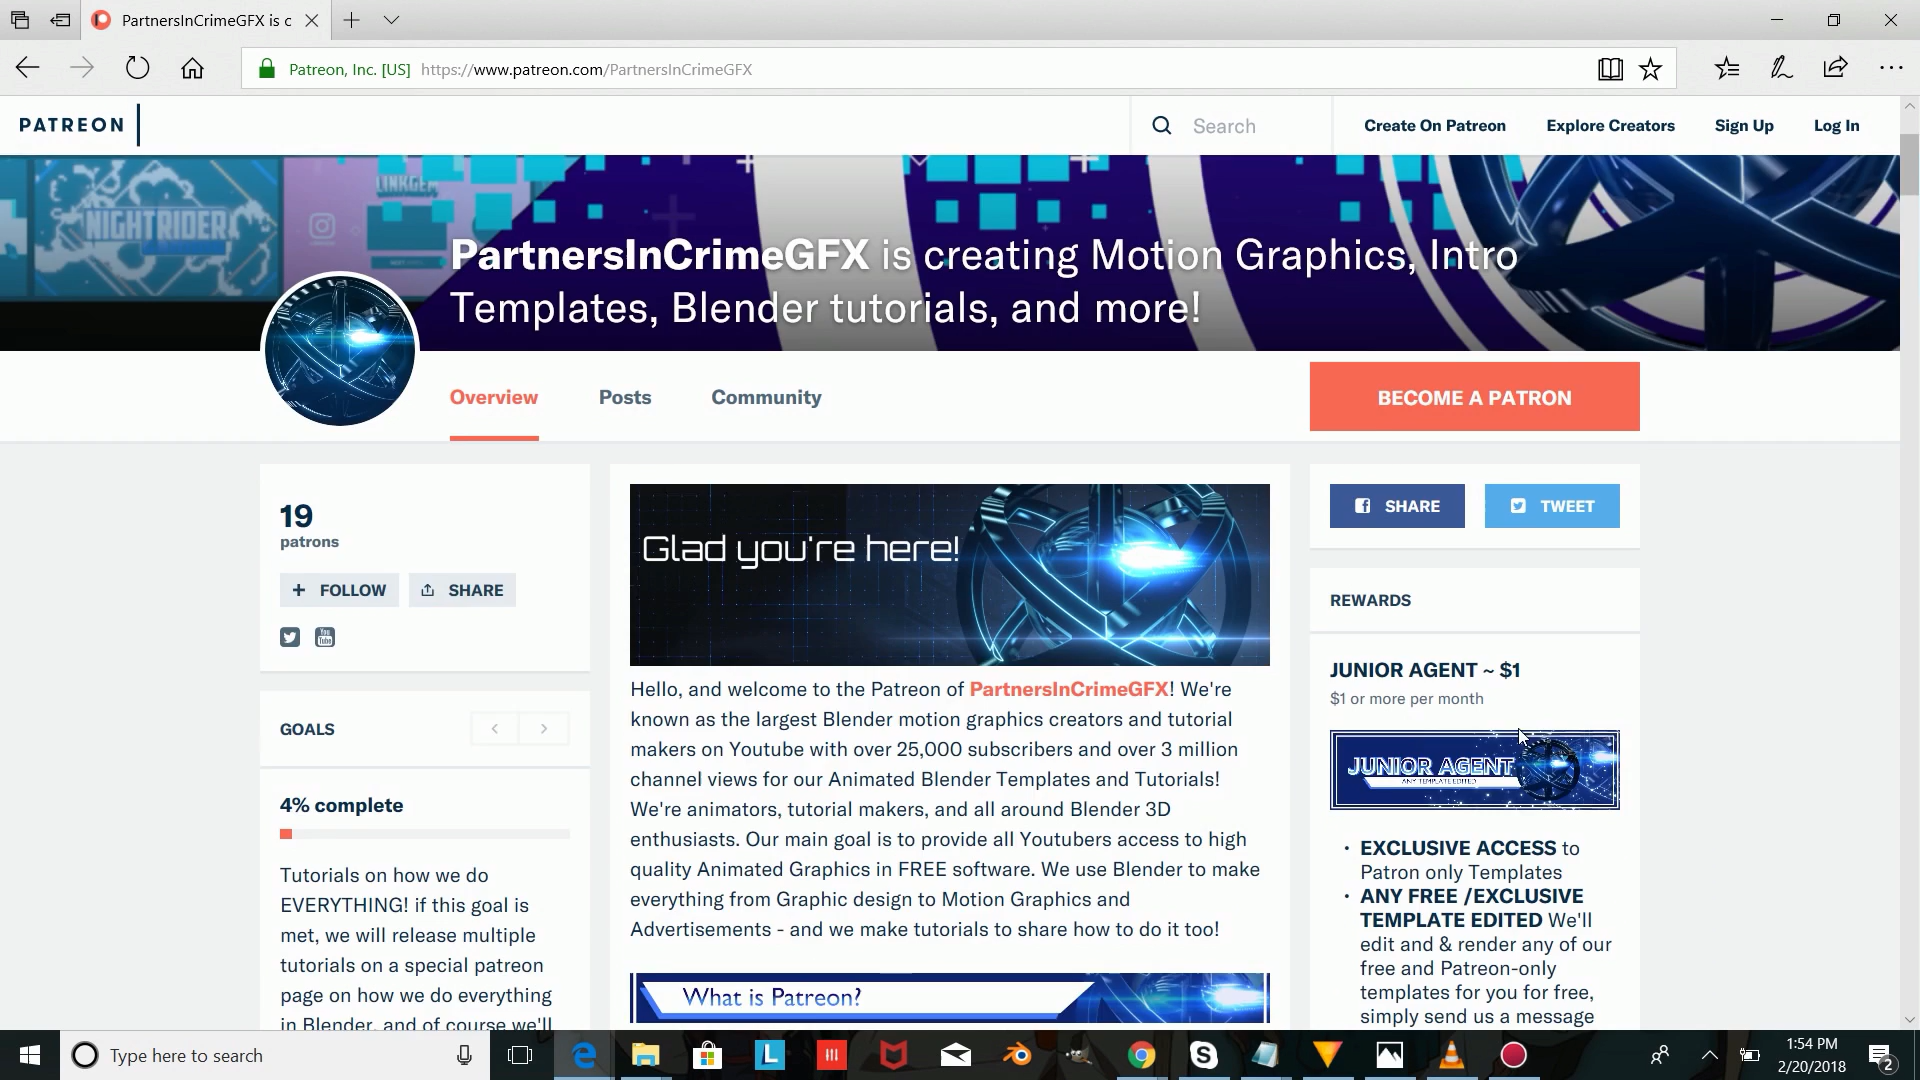 PartnersInCrimeGFX is c
Patreon, Inc. [US] https://www.patreon.com/PartnersInCrimeGFX
PATREON
Search
Create On Patreon
Explore Creators
Sign Up
Log In
NIGHTRIDER
LINKGEM
PartnersInCrimeGFX is creating Motion Graphics, Intro
Templates, Blender tutorials, and more!
Overview
Posts
Community
BECOME A PATRON
19
patrons
+ FOLLOW
SHARE
You
Tube
GOALS
4% complete
Tutorials on how we do
EVERYTHING! if this goal is
met, we will release multiple
tutorials on a special patreon
page on how we do everything
in Blender, and of course we'll
Glad you're here!
Hello, and welcome to the Patreon of PartnersInCrimeGFX! We're
known as the largest Blender motion graphics creators and tutorial
makers on Youtube with over 25,000 subscribers and over 3 million
channel views for our Animated Blender Templates and Tutorials!
We're animators, tutorial makers, and all around Blender 3D
enthusiasts. Our main goal is to provide all Youtubers access to high
quality Animated Graphics in FREE software. We use Blender to make
everything from Graphic design to Motion Graphics and
Advertisements - and we make tutorials to share how to do it too!
What is Patreon?
SHARE
TWEET
REWARDS
JUNIOR AGENT ~ $1
$1 or more per month
JUNIOR AGENT
ANY TEMPLATE EDITED
• EXCLUSIVE ACCESS to
Patron only Templates
• ANY FREE /EXCLUSIVE
TEMPLATE EDITED We'll
edit and & render any of our
free and Patreon-only
templates for you for free,
simply send us a message
Type here to search
1:54 PM
2/20/2018
2